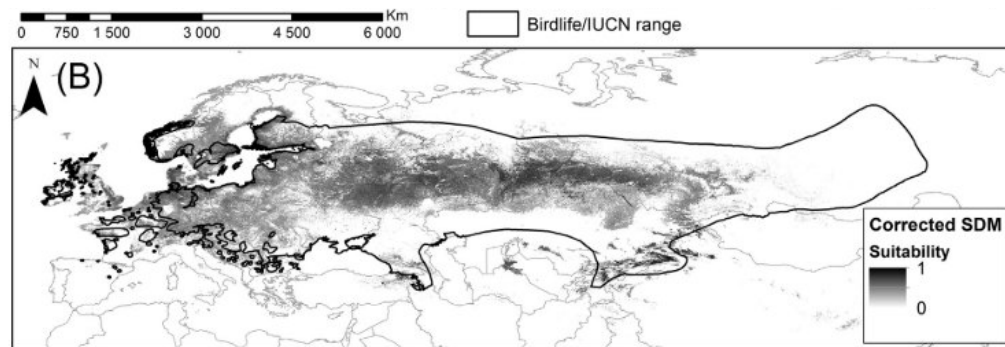 Km
0 750 1 500 3 000 4 500 6 000
Birdlife/IUCN range
N
(B)
Corrected SDM
Suitability
1
0